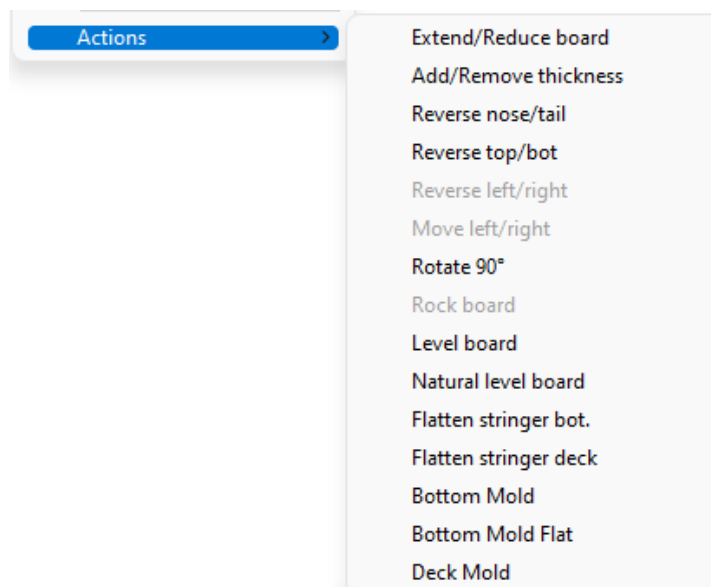 Actions
Extend/Reduce board
Add/Remove thickness
Reverse nose/tail
Reverse top/bot
Reverse left/right
Move left/right
Rotate 90°
Rock board
Level board
Natural level board
Flatten stringer bot.
Flatten stringer deck
Bottom Mold
Bottom Mold Flat
Deck Mold